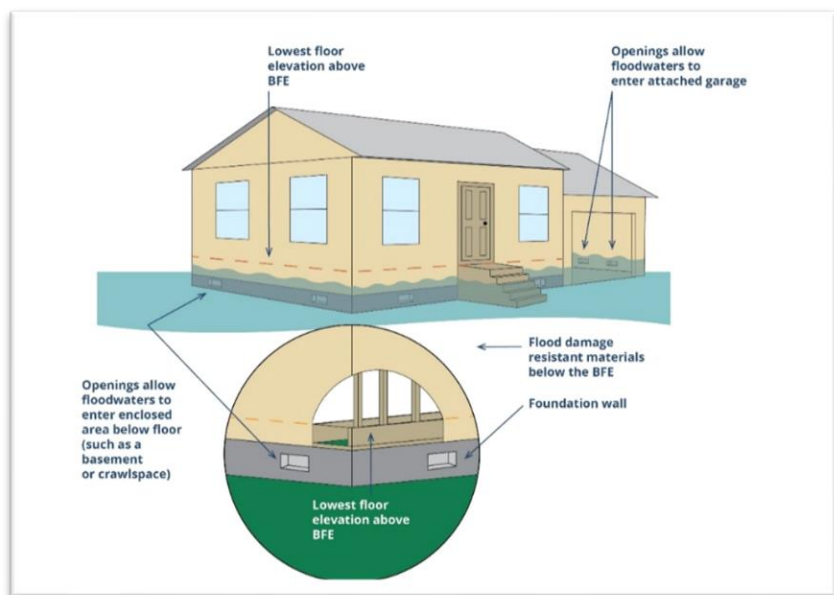 Lowest floor
elevation above
BFE
Openings allow
floodwaters to
enter attached garage
Flood damage
resistant materials
below the BFE
Openings allow
floodwaters to
enter enclosed
area below floor
(such as a
basement
or crawlspace)
Foundation wall
Lowest floor
elevation above
BFE